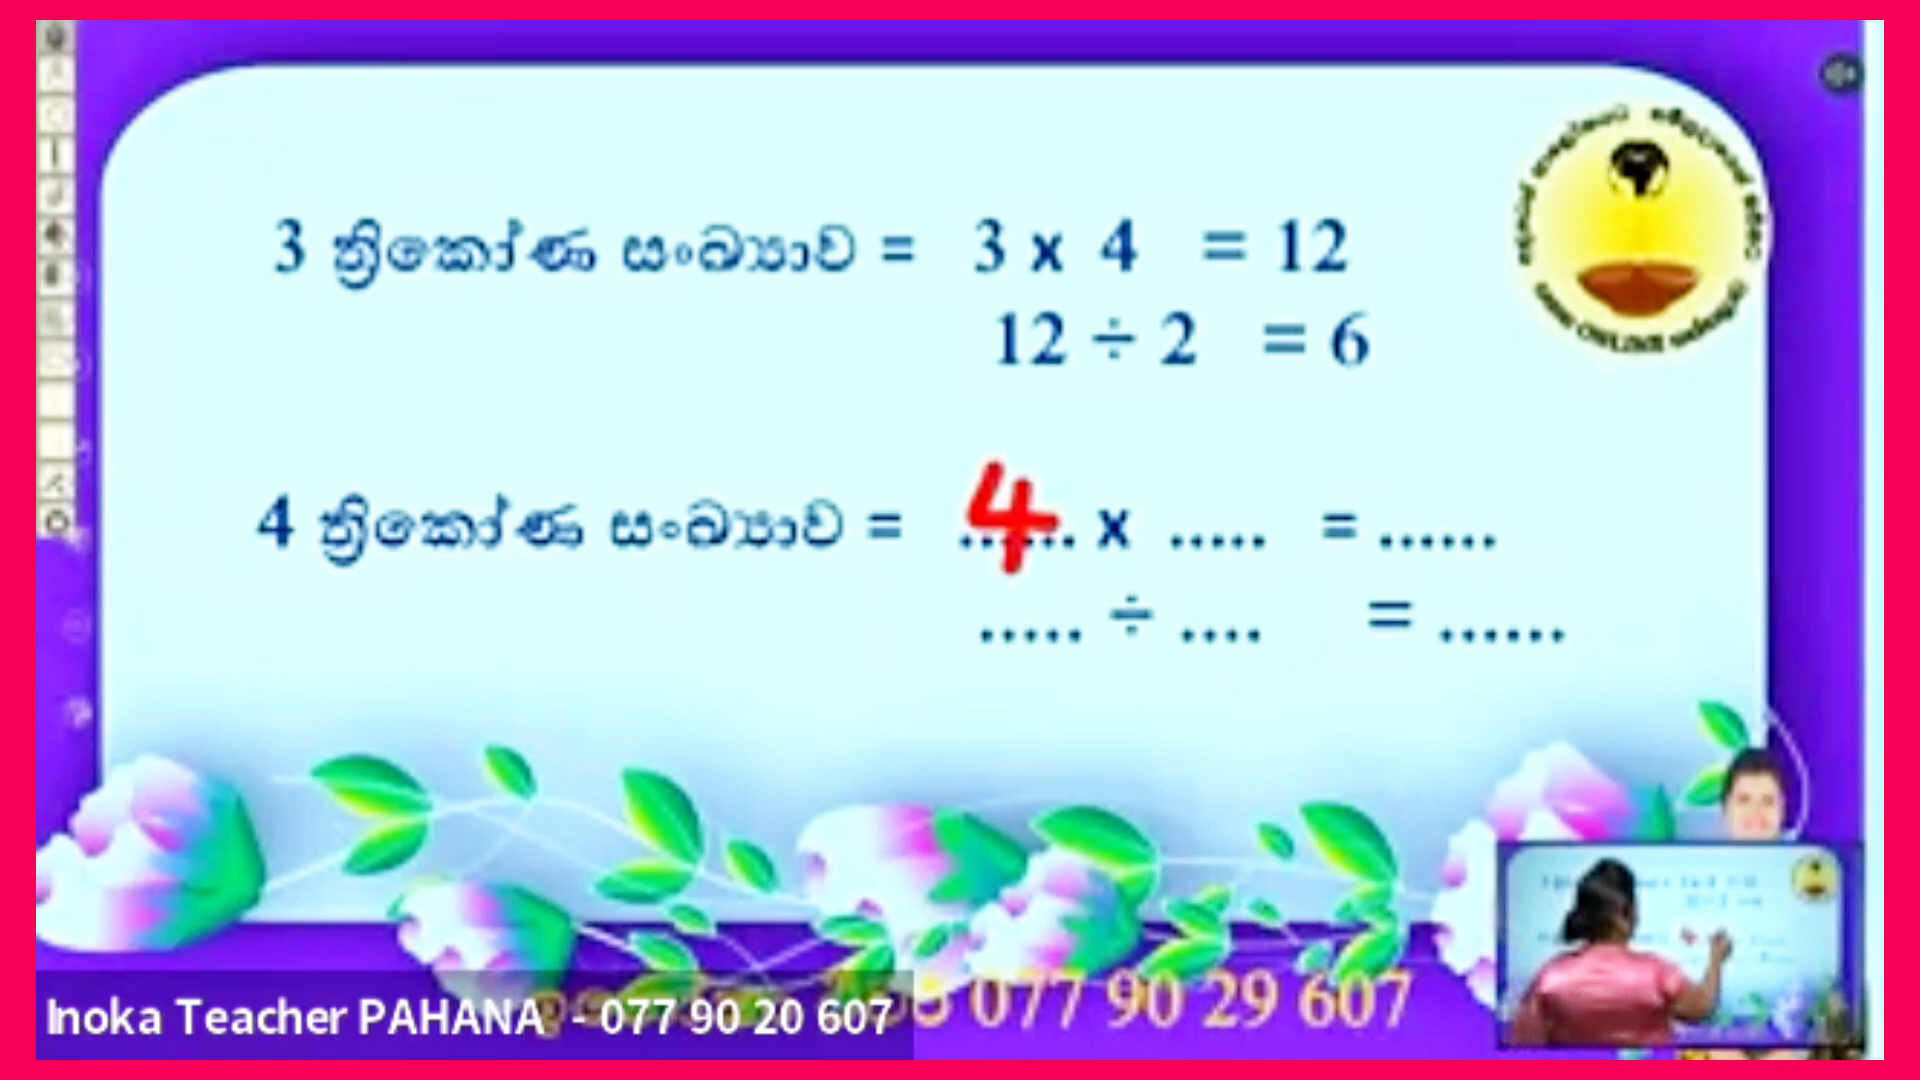 3 ත්‍රිකෝණ සංඛ්‍යාව = 3 x 4 = 12
12 ÷ 2 = 6
4 ත්‍රිකෝණ සංඛ්‍යාව = 4...... x ..... = ......
..... ÷ .... = ......
077 90 29 607
Inoka Teacher PAHANA - 077 90 20 607